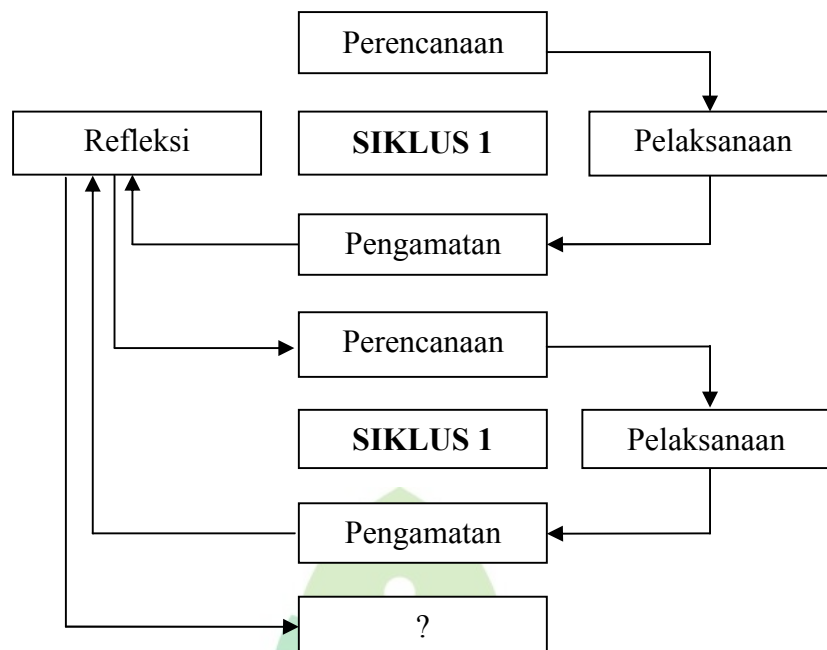 Perencanaan
Refleksi
SIKLUS 1
Pelaksanaan
Pengamatan
Perencanaan
SIKLUS 1
Pelaksanaan
Pengamatan
?